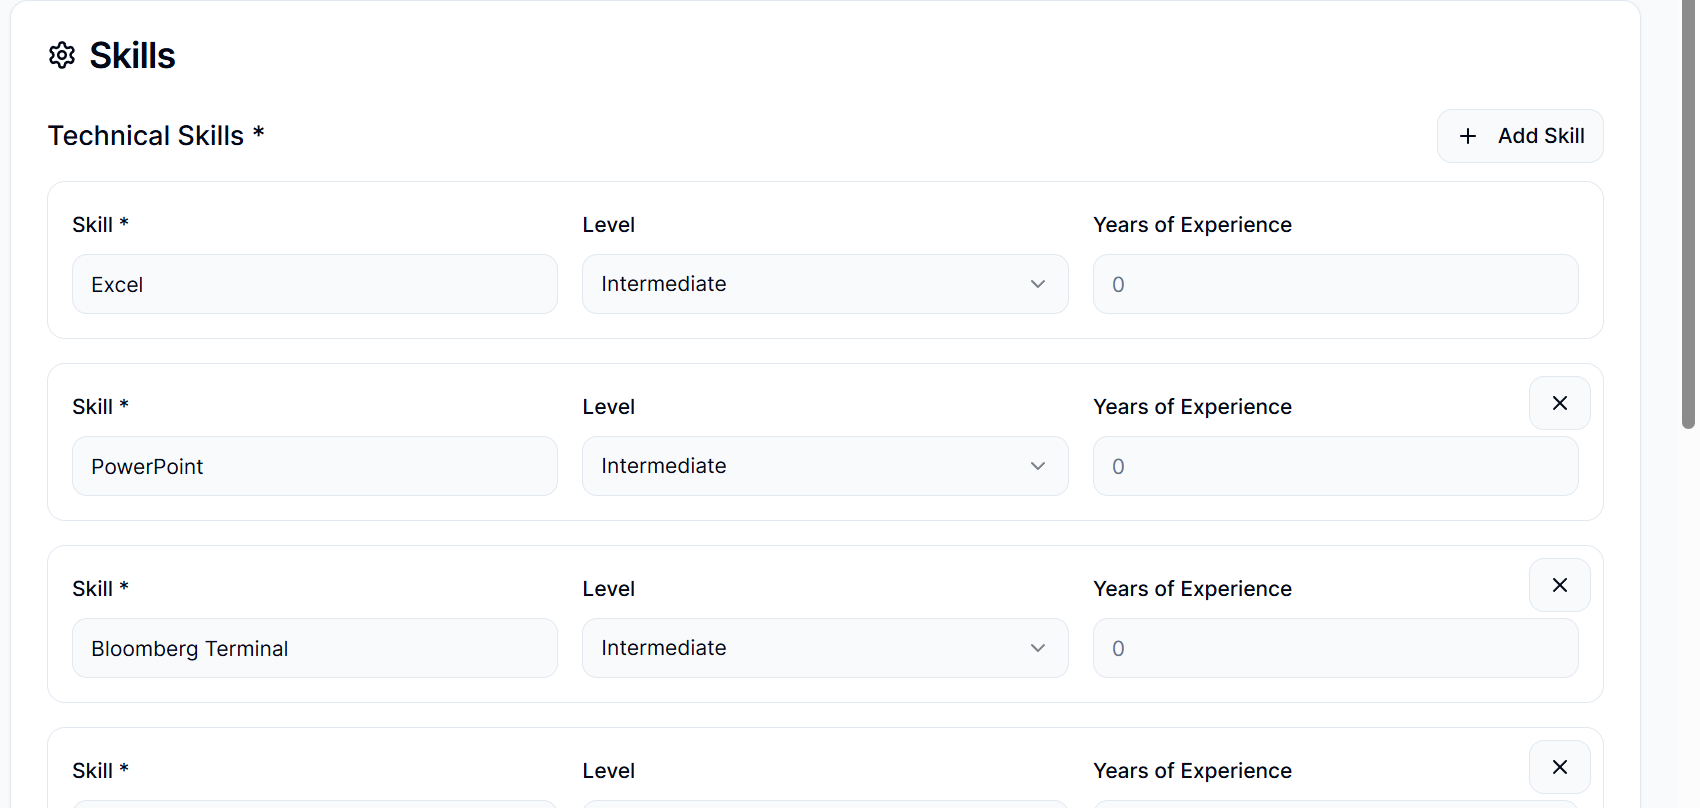 Skills
Technical Skills *
Add Skill
Skill * Level Years of Experience
Excel Intermediate 0
Skill * Level Years of Experience
PowerPoint Intermediate 0
Skill * Level Years of Experience
Bloomberg Terminal Intermediate 0
Skill * Level Years of Experience